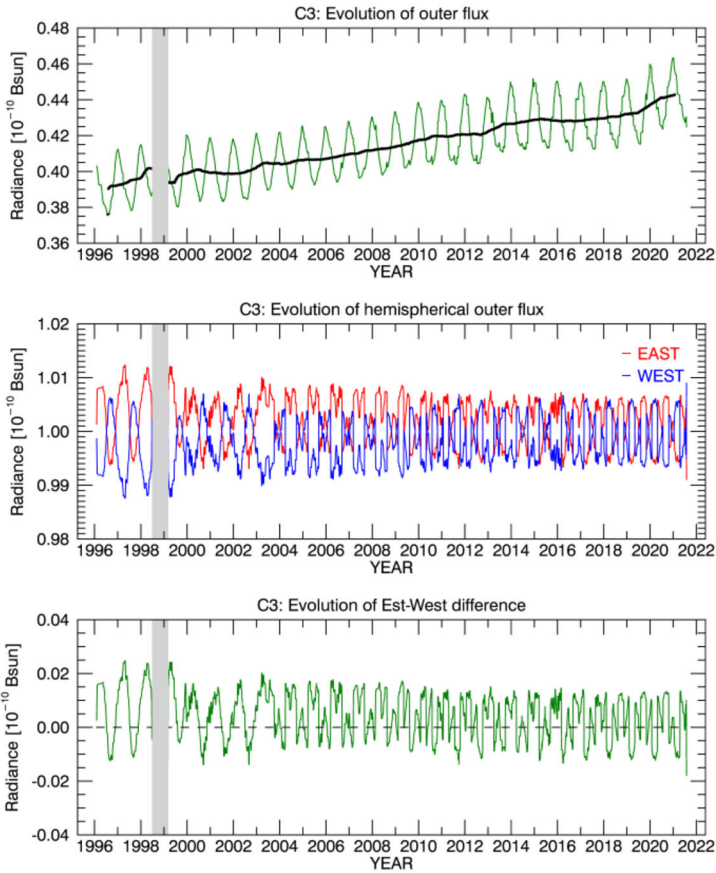 C3: Evolution of outer flux
0.48
0.46
0.44
0.42
0.40
0.38
0.36
Radiance [10⁻¹⁰ Bsun]
1996 1998 2000 2002 2004 2006 2008 2010 2012 2014 2016 2018 2020 2022
YEAR
C3: Evolution of hemispherical outer flux
1.02
1.01
1.00
0.99
0.98
Radiance [10⁻¹⁰ Bsun]
– EAST
– WEST
1996 1998 2000 2002 2004 2006 2008 2010 2012 2014 2016 2018 2020 2022
YEAR
C3: Evolution of Est-West difference
0.04
0.02
0.00
-0.02
-0.04
Radiance [10⁻¹⁰ Bsun]
1996 1998 2000 2002 2004 2006 2008 2010 2012 2014 2016 2018 2020 2022
YEAR